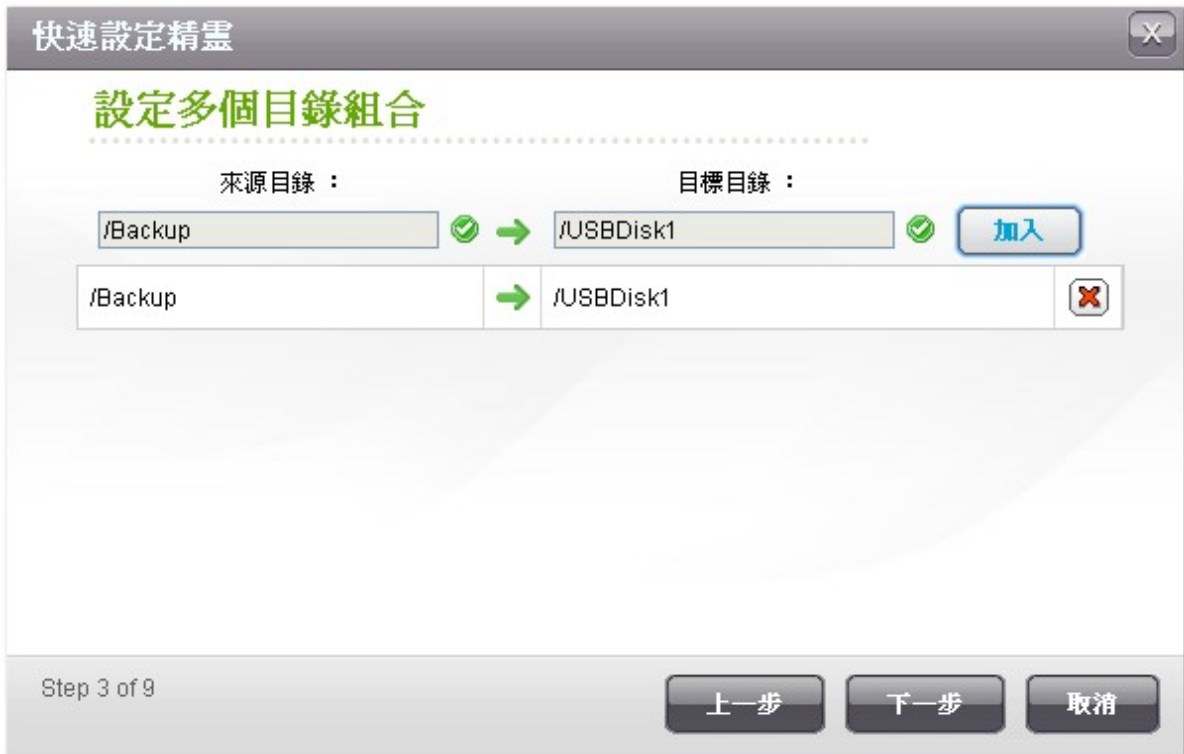 快速設定精靈
設定多個目錄組合
來源目錄： 目標目錄：
/Backup /USBDisk1 加入
/Backup /USBDisk1
Step 3 of 9 上一步 下一步 取消